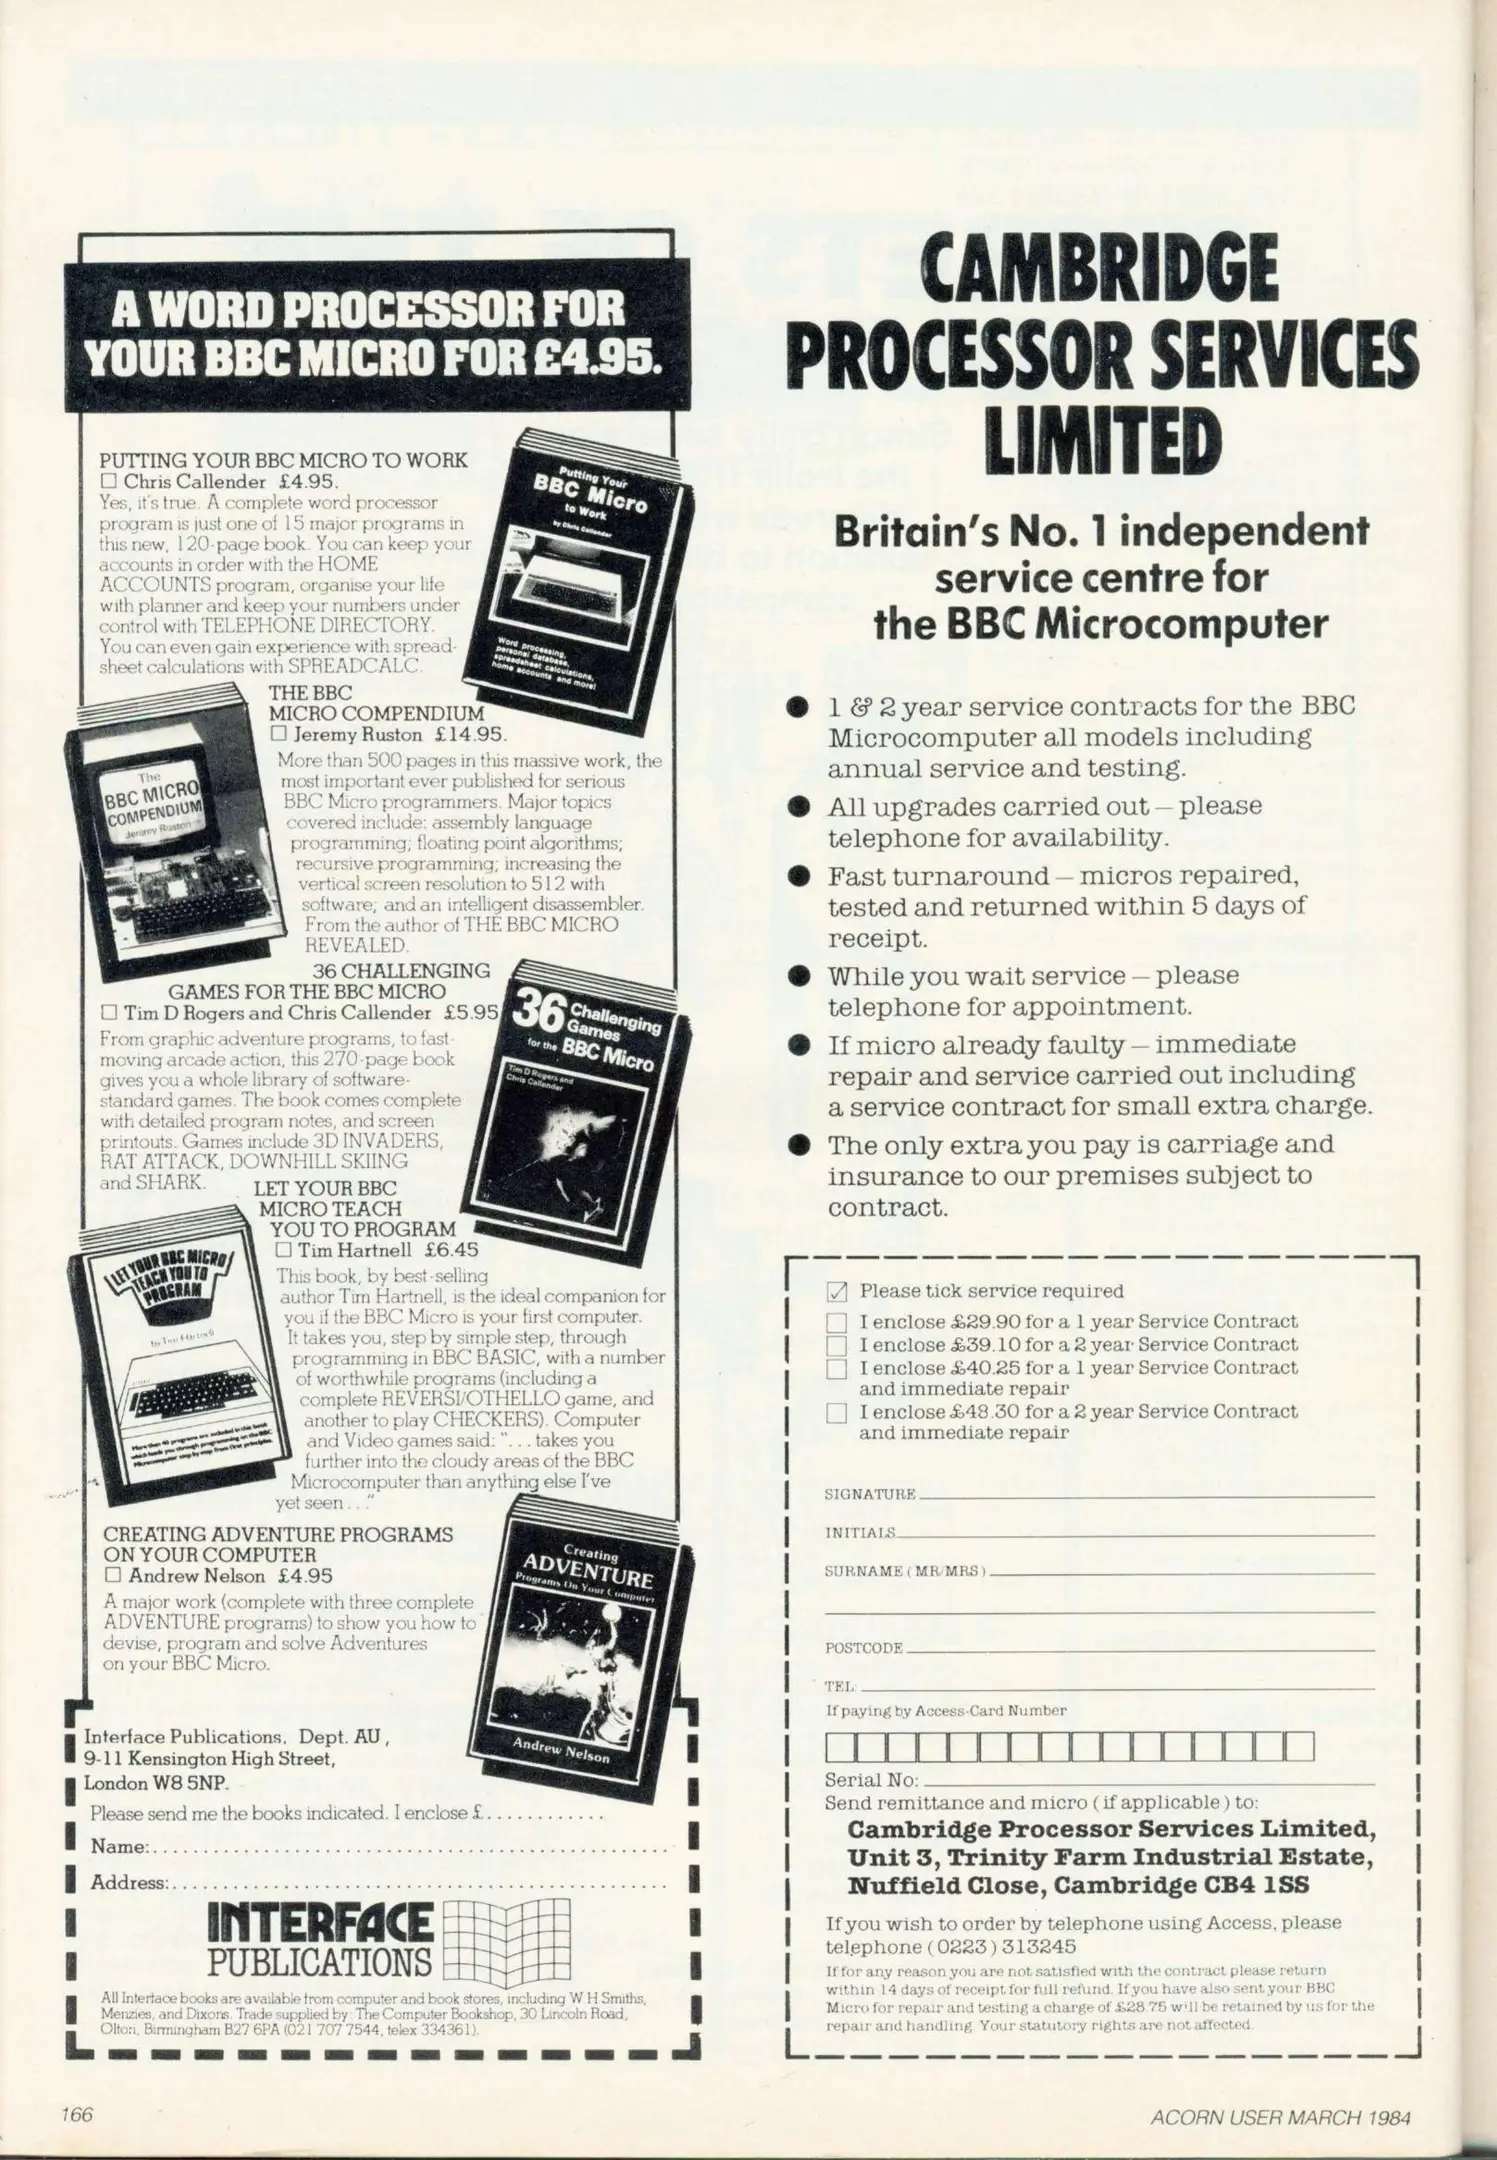 A WORD PROCESSOR FOR
YOUR BBC MICRO FOR £4.95.
PUTTING YOUR BBC MICRO TO WORK
☐ Chris Callender £4.95.
Yes, it's true. A complete word processor
program is just one of 15 major programs in
this new, 120-page book. You can keep your
accounts in order with the HOME
ACCOUNTS program, organise your life
with planner and keep your numbers under
control with TELEPHONE DIRECTORY.
You can even gain experience with spread-
sheet calculations with SPREADCALC.
Putting Your
BBC Micro
to Work
by Chris Callender
Word processing,
personal database,
spreadsheet calculations,
home accounts and more!
THE BBC
MICRO COMPENDIUM
☐ Jeremy Ruston £14.95.
More than 500 pages in this massive work, the
most important ever published for serious
BBC Micro programmers. Major topics
covered include: assembly language
programming; floating point algorithms;
recursive programming; increasing the
vertical screen resolution to 512 with
software; and an intelligent disassembler.
From the author of THE BBC MICRO
REVEALED.
The
BBC MICRO
COMPENDIUM
Jeremy Ruston
36 CHALLENGING
GAMES FOR THE BBC MICRO
☐ Tim D Rogers and Chris Callender £5.95
From graphic adventure programs, to fast-
moving arcade action, this 270-page book
gives you a whole library of software-
standard games. The book comes complete
with detailed program notes, and screen
printouts. Games include 3D INVADERS,
RAT ATTACK, DOWNHILL SKIING
and SHARK.
36 Challenging
Games
for the BBC Micro
Tim D Rogers and
Chris Callender
LET YOUR BBC
MICRO TEACH
YOU TO PROGRAM
☐ Tim Hartnell £6.45
This book, by best-selling
author Tim Hartnell, is the ideal companion for
you if the BBC Micro is your first computer.
It takes you, step by simple step, through
programming in BBC BASIC, with a number
of worthwhile programs (including a
complete REVERSI/OTHELLO game, and
another to play CHECKERS). Computer
and Video games said: "... takes you
further into the cloudy areas of the BBC
Microcomputer than anything else I've
yet seen..."
LET YOUR BBC MICRO
TEACH YOU TO
PROGRAM
by Tim Hartnell
More than 40 programs are included in this book
which leads you through programming on the BBC
Microcomputer step by step from first principles.
CREATING ADVENTURE PROGRAMS
ON YOUR COMPUTER
☐ Andrew Nelson £4.95
A major work (complete with three complete
ADVENTURE programs) to show you how to
devise, program and solve Adventures
on your BBC Micro.
Creating
ADVENTURE
Programs On Your Computer
Andrew Nelson
Interface Publications, Dept. AU,
9-11 Kensington High Street,
London W8 5NP.
Please send me the books indicated. I enclose £............
Name:....................................................
Address:..................................................
INTERFACE
PUBLICATIONS
All Interface books are available from computer and book stores, including W H Smiths,
Menzies, and Dixons. Trade supplied by: The Computer Bookshop, 30 Lincoln Road,
Olton, Birmingham B27 6PA (021 707 7544, telex 334361).
CAMBRIDGE
PROCESSOR SERVICES
LIMITED
Britain's No. 1 independent
service centre for
the BBC Microcomputer
● 1 & 2 year service contracts for the BBC
Microcomputer all models including
annual service and testing.
● All upgrades carried out – please
telephone for availability.
● Fast turnaround – micros repaired,
tested and returned within 5 days of
receipt.
● While you wait service – please
telephone for appointment.
● If micro already faulty – immediate
repair and service carried out including
a service contract for small extra charge.
● The only extra you pay is carriage and
insurance to our premises subject to
contract.
☑ Please tick service required
☐ I enclose £29.90 for a 1 year Service Contract
☐ I enclose £39.10 for a 2 year Service Contract
☐ I enclose £40.25 for a 1 year Service Contract
and immediate repair
☐ I enclose £48.30 for a 2 year Service Contract
and immediate repair
SIGNATURE
INITIALS
SURNAME (MR/MRS)
POSTCODE
TEL:
If paying by Access-Card Number
Serial No:
Send remittance and micro (if applicable) to:
Cambridge Processor Services Limited,
Unit 3, Trinity Farm Industrial Estate,
Nuffield Close, Cambridge CB4 1SS
If you wish to order by telephone using Access, please
telephone (0223) 313245
If for any reason you are not satisfied with the contract please return
within 14 days of receipt for full refund. If you have also sent your BBC
Micro for repair and testing a charge of £28.75 will be retained by us for the
repair and handling. Your statutory rights are not affected.
166
ACORN USER MARCH 1984